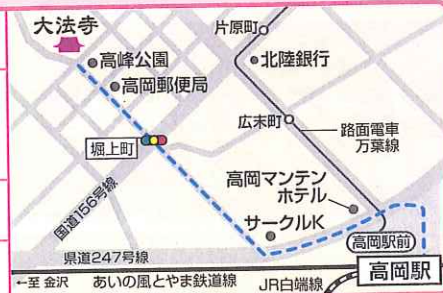 大法寺
高峰公園
高岡郵便局
片原町
北陸銀行
広末町
路面電車
万葉線
堀上町
国道156号線
高岡マンテン
ホテル
サークルK
高岡駅前
県道247号線
高岡駅
←至 金沢
あいの風とやま鉄道線
JR白端線